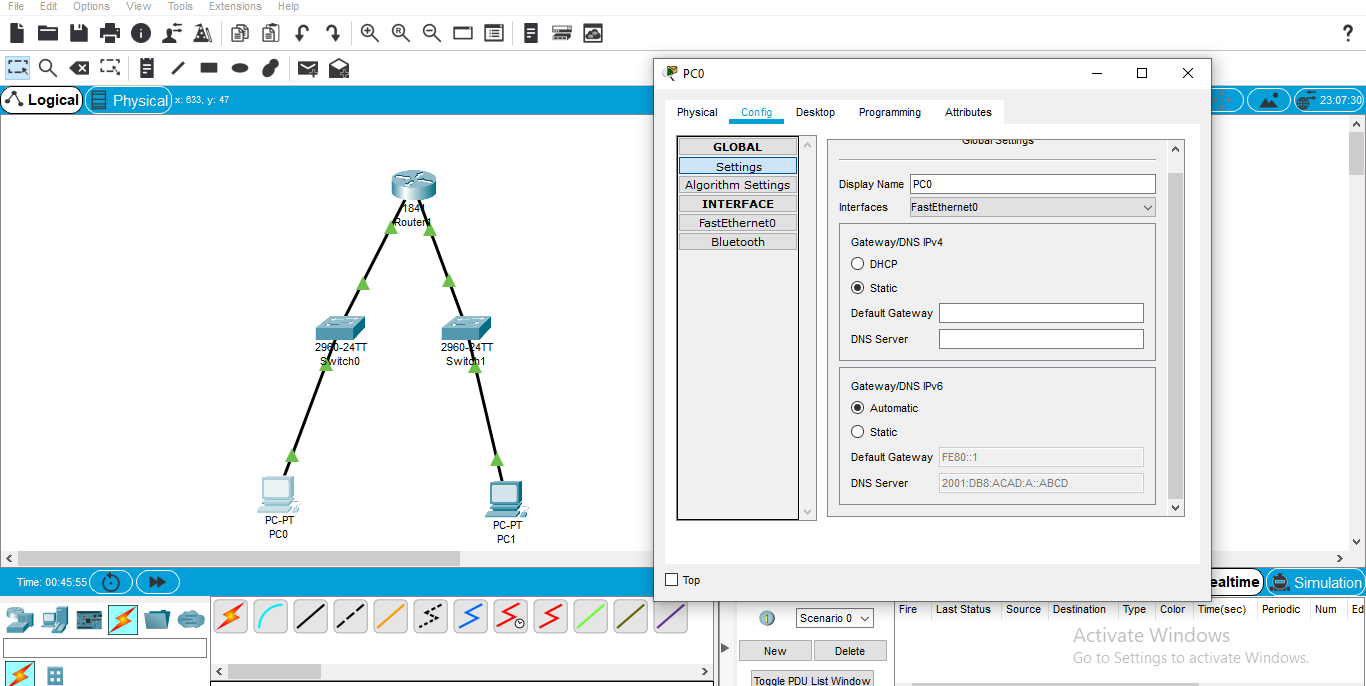 File Edit Options View Tools Extensions Help
?
Logical
Physical
x: 633, y: 47
23:07:30
1841
Router1
2960-24TT
Switch0
2960-24TT
Switch1
PC-PT
PC0
PC-PT
PC1
PC0
Physical Config Desktop Programming Attributes
GLOBAL
Settings
Algorithm Settings
INTERFACE
FastEthernet0
Bluetooth
Global Settings
Display Name PC0
Interfaces FastEthernet0
Gateway/DNS IPv4
DHCP
Static
Default Gateway
DNS Server
Gateway/DNS IPv6
Automatic
Static
Default Gateway FE80::1
DNS Server 2001:DB8:ACAD:A::ABCD
Top
Time: 00:45:55
ealtime
Simulation
Scenario 0
New Delete
Toggle PDU List Window
Fire Last Status Source Destination Type Color Time(sec) Periodic Num Ed
Activate Windows
Go to Settings to activate Windows.